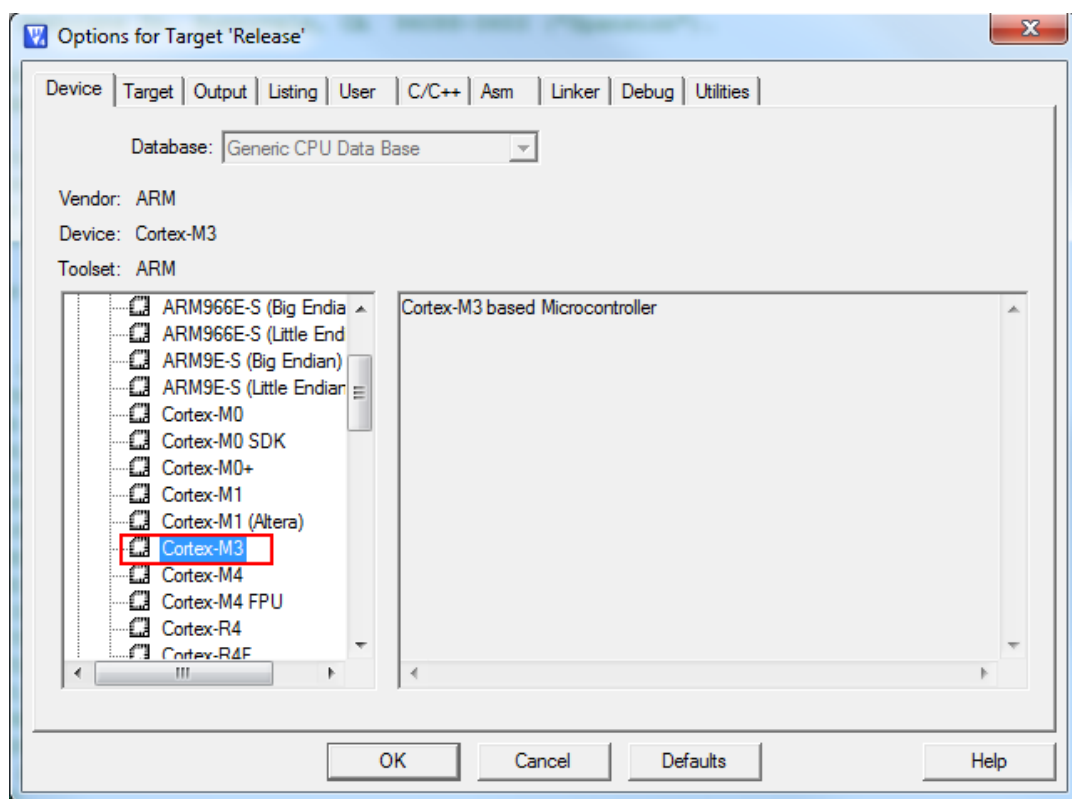 Options for Target 'Release'
Device Target Output Listing User C/C++ Asm Linker Debug Utilities
Database: Generic CPU Data Base
Vendor: ARM
Device: Cortex-M3
Toolset: ARM
ARM966E-S (Big Endia
ARM966E-S (Little End
ARM9E-S (Big Endian)
ARM9E-S (Little Endian
Cortex-M0
Cortex-M0 SDK
Cortex-M0+
Cortex-M1
Cortex-M1 (Altera)
Cortex-M3
Cortex-M4
Cortex-M4 FPU
Cortex-R4
Cortex-R4F
Cortex-M3 based Microcontroller
OK Cancel Defaults Help